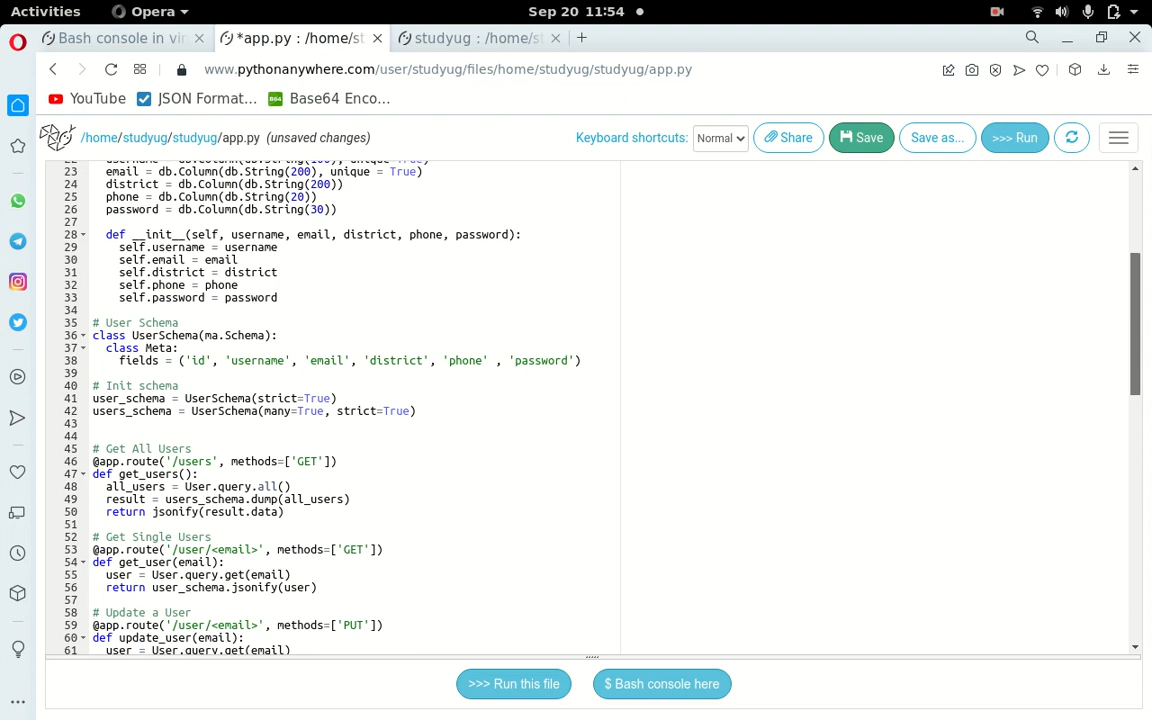 Activities
Opera
Sep 20 11:54
Bash console in vir
*app.py : /home/st
studyug : /home/s
www.pythonanywhere.com/user/studyug/files/home/studyug/studyug/app.py
YouTube
JSON Format...
B64
Base64 Enco...
/home/studyug/studyug/app.py (unsaved changes)
Keyboard shortcuts:
Normal
Share
Save
Save as...
>>> Run
23 email = db.Column(db.String(200), unique = True)
24 district = db.Column(db.String(200))
25 phone = db.Column(db.String(20))
26 password = db.Column(db.String(30))
27
28 def __init__(self, username, email, district, phone, password):
29 self.username = username
30 self.email = email
31 self.district = district
32 self.phone = phone
33 self.password = password
34
35 # User Schema
36 class UserSchema(ma.Schema):
37 class Meta:
38 fields = ('id', 'username', 'email', 'district', 'phone' , 'password')
39
40 # Init schema
41 user_schema = UserSchema(strict=True)
42 users_schema = UserSchema(many=True, strict=True)
43
44
45 # Get All Users
46 @app.route('/users', methods=['GET'])
47 def get_users():
48 all_users = User.query.all()
49 result = users_schema.dump(all_users)
50 return jsonify(result.data)
51
52 # Get Single Users
53 @app.route('/user/<email>', methods=['GET'])
54 def get_user(email):
55 user = User.query.get(email)
56 return user_schema.jsonify(user)
57
58 # Update a User
59 @app.route('/user/<email>', methods=['PUT'])
60 def update_user(email):
61 user = User.query.get(email)
>>> Run this file
$ Bash console here